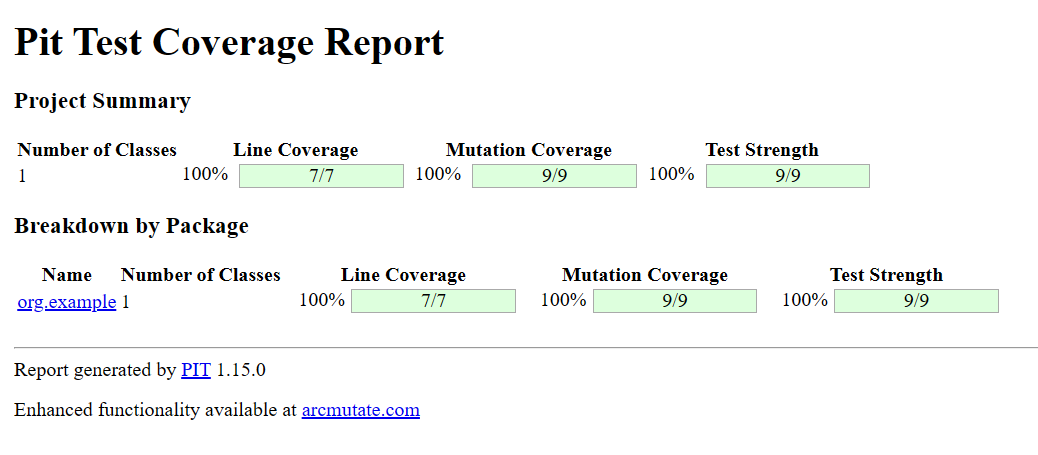 Pit Test Coverage Report
Project Summary
Number of Classes Line Coverage Mutation Coverage Test Strength
1 100% 7/7 100% 9/9 100% 9/9
Breakdown by Package
Name Number of Classes Line Coverage Mutation Coverage Test Strength
org.example 1 100% 7/7 100% 9/9 100% 9/9
Report generated by PIT 1.15.0
Enhanced functionality available at arcmutate.com